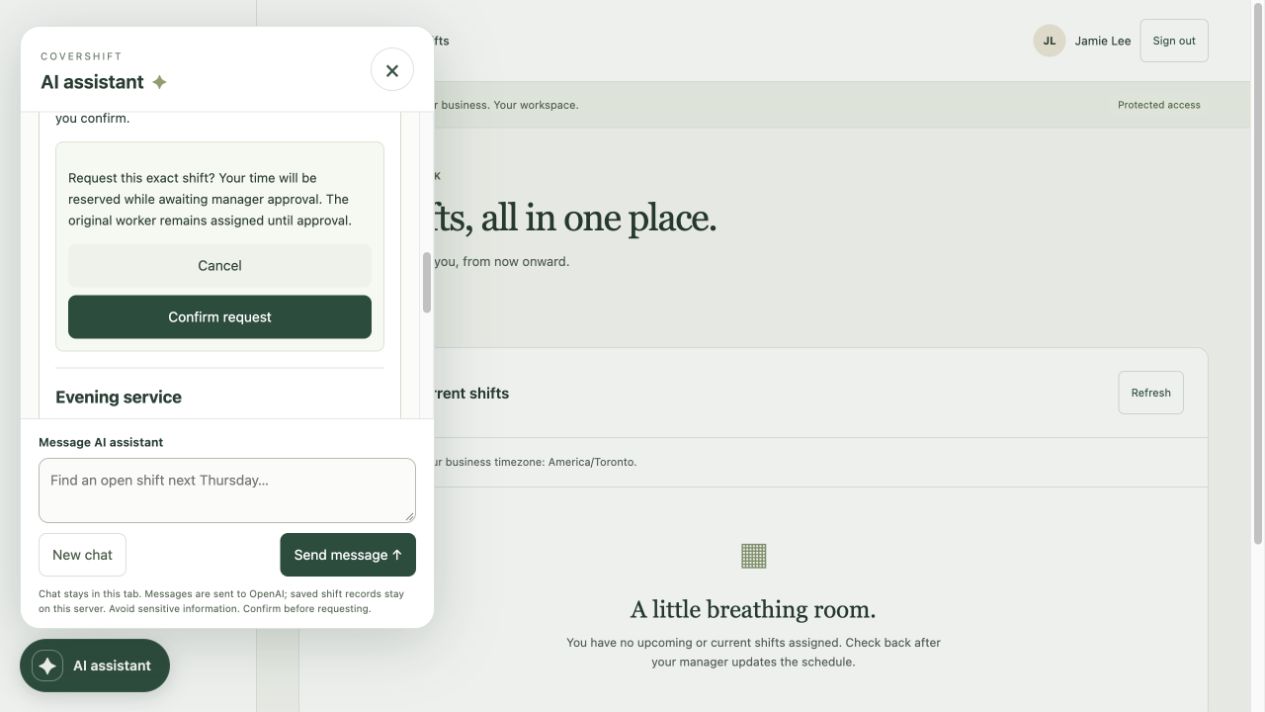 COVERSHIFT
AI assistant
you confirm.
Request this exact shift? Your time will be
reserved while awaiting manager approval. The
original worker remains assigned until approval.
Cancel
Confirm request
Evening service
Message AI assistant
Find an open shift next Thursday...
New chat
Send message ↑
Chat stays in this tab. Messages are sent to OpenAI; saved shift records stay
on this server. Avoid sensitive information. Confirm before requesting.
AI assistant
fts
JL
Jamie Lee
Sign out
r business. Your workspace.
Protected access
K
fts, all in one place.
you, from now onward.
rent shifts
Refresh
ur business timezone: America/Toronto.
A little breathing room.
You have no upcoming or current shifts assigned. Check back after
your manager updates the schedule.